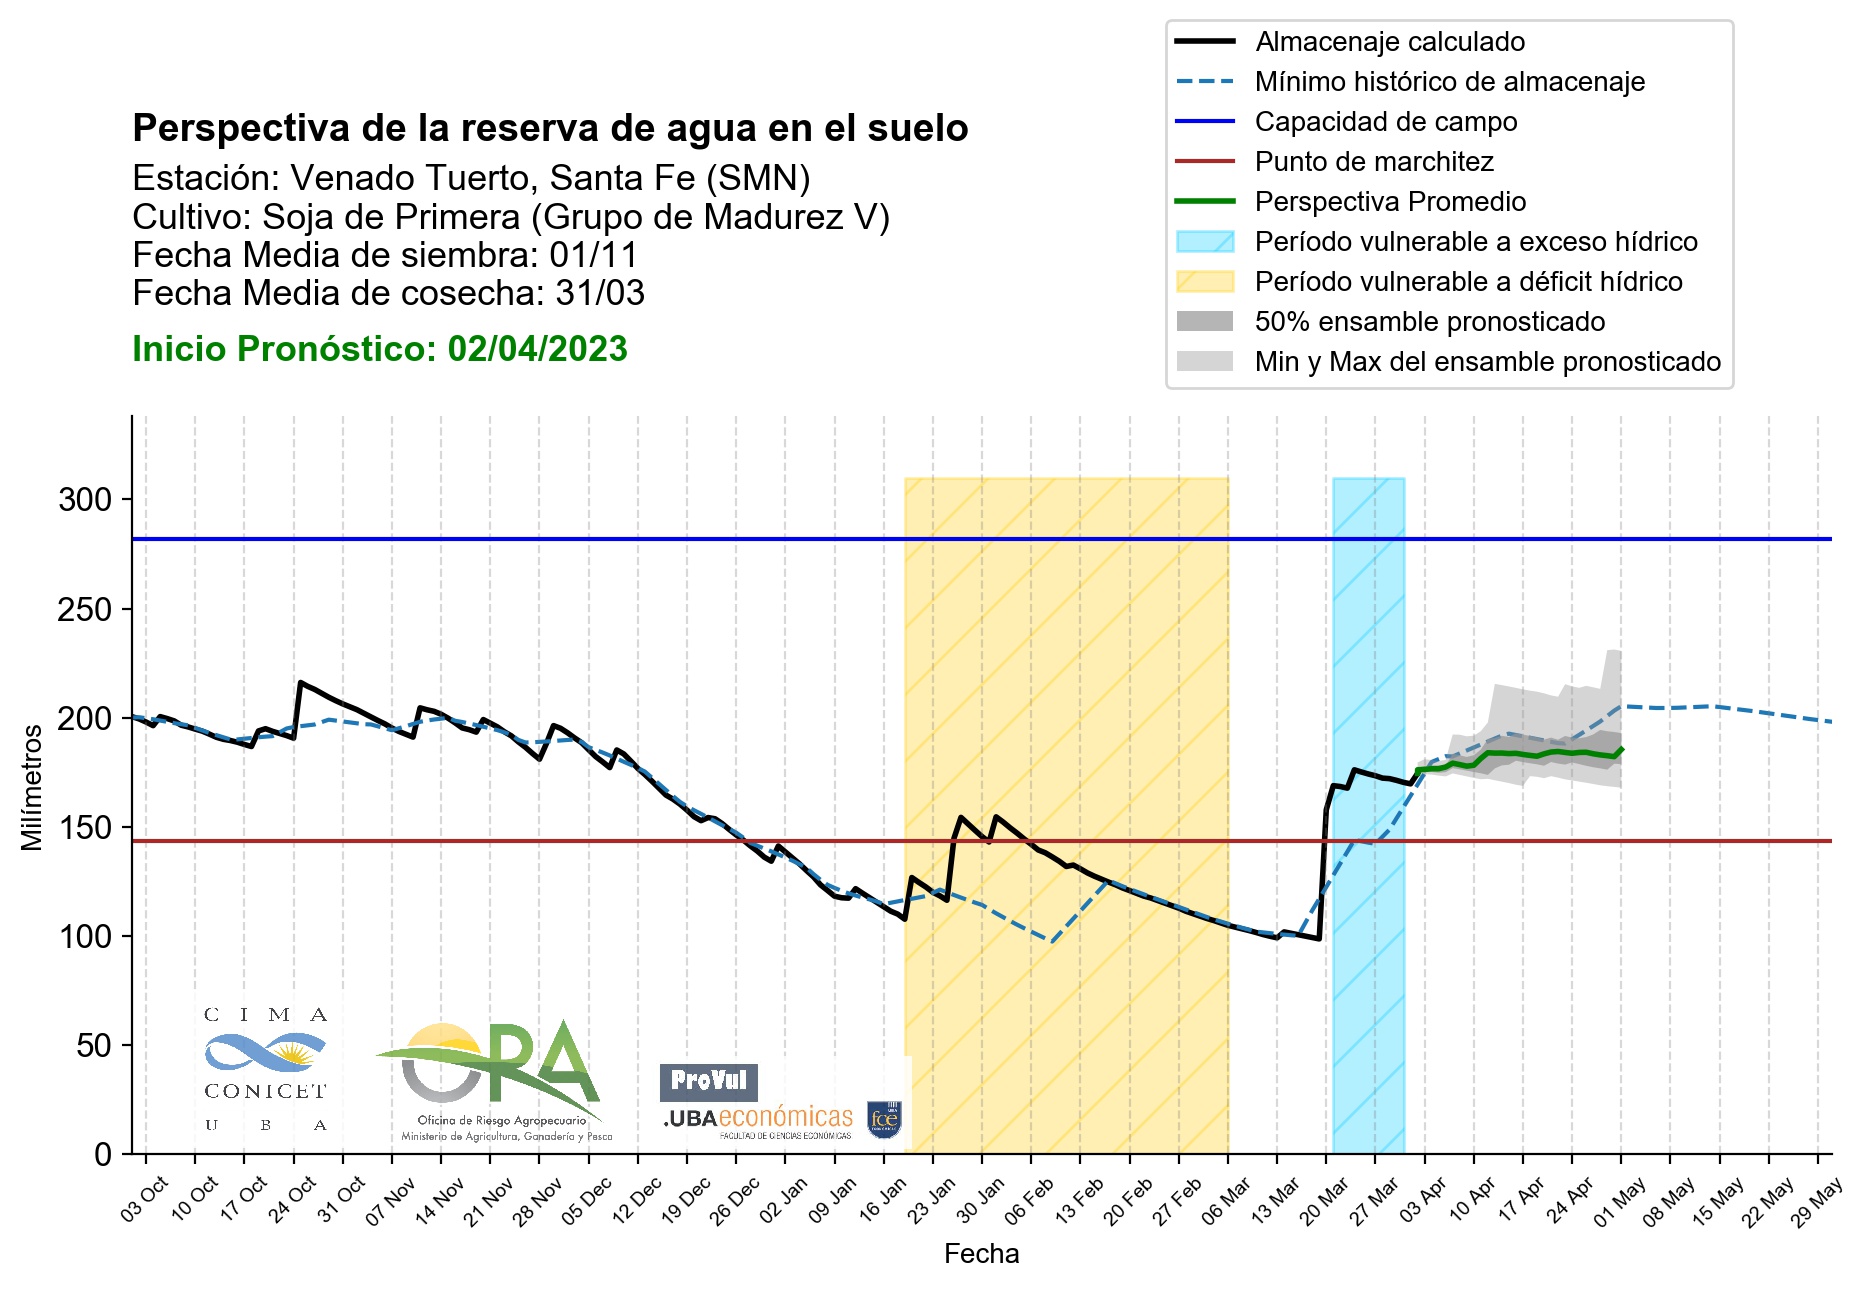 Almacenaje calculado
Mínimo histórico de almacenaje
Capacidad de campo
Punto de marchitez
Perspectiva Promedio
Período vulnerable a exceso hídrico
Período vulnerable a déficit hídrico
50% ensamble pronosticado
Min y Max del ensamble pronosticado
Perspectiva de la reserva de agua en el suelo
Estación: Venado Tuerto, Santa Fe (SMN)
Cultivo: Soja de Primera (Grupo de Madurez V)
Fecha Media de siembra: 01/11
Fecha Media de cosecha: 31/03
Inicio Pronóstico: 02/04/2023
Milímetros
300
250
200
150
100
50
0
CIMA
CONICET
UBA
ORA
Oficina de Riesgo Agropecuario
Ministerio de Agricultura, Ganadería y Pesca
ProVul
.UBAeconómicas
FACULTAD DE CIENCIAS ECONÓMICAS
UBA
fce
03 Oct
10 Oct
17 Oct
24 Oct
31 Oct
07 Nov
14 Nov
21 Nov
28 Nov
05 Dec
12 Dec
19 Dec
26 Dec
02 Jan
09 Jan
16 Jan
23 Jan
30 Jan
06 Feb
13 Feb
20 Feb
27 Feb
06 Mar
13 Mar
20 Mar
27 Mar
03 Apr
10 Apr
17 Apr
24 Apr
01 May
08 May
15 May
22 May
29 May
Fecha